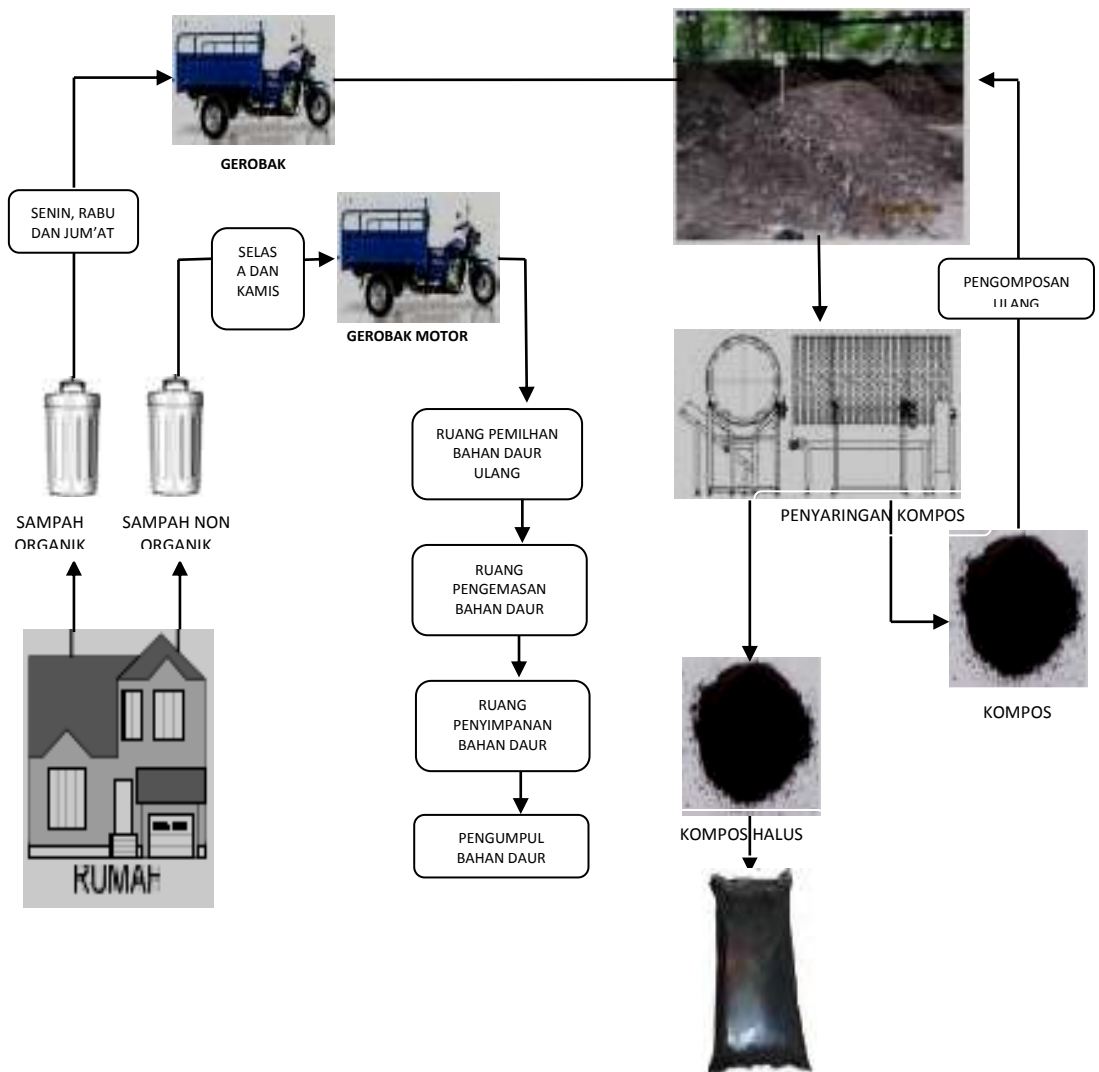 GEROBAK
SENIN, RABU
DAN JUM'AT
SELAS
A DAN
KAMIS
GEROBAK MOTOR
PENGOMPOSAN
ULANG
RUANG PEMILHAN
BAHAN DAUR
ULANG
SAMPAH
ORGANIK
SAMPAH NON
ORGANIK
PENYARINGAN KOMPOS
RUANG
PENGEMASAN
BAHAN DAUR
RUANG
PENYIMPANAN
BAHAN DAUR
KOMPOS
PENGUMPUL
BAHAN DAUR
KOMPOS HALUS
RUMAH